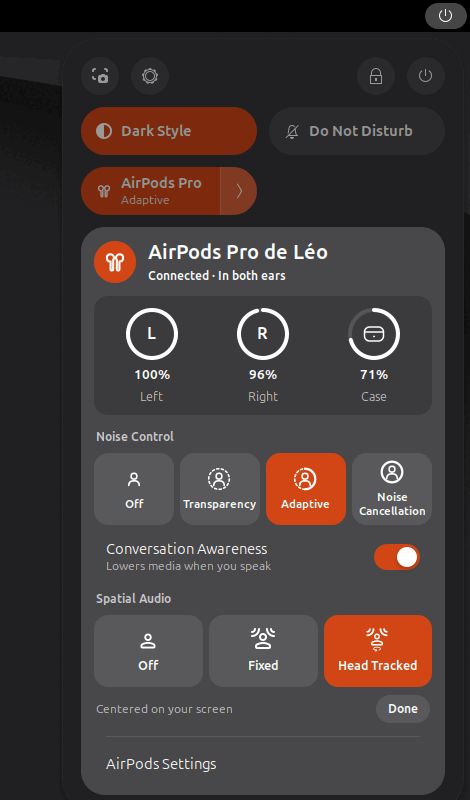 Dark Style
Do Not Disturb
AirPods Pro
Adaptive
AirPods Pro de Léo
Connected · In both ears
L
R
100%
96%
71%
Left
Right
Case
Noise Control
Off
Transparency
Adaptive
Noise
Cancellation
Conversation Awareness
Lowers media when you speak
Spatial Audio
Off
Fixed
Head Tracked
Centered on your screen
Done
AirPods Settings